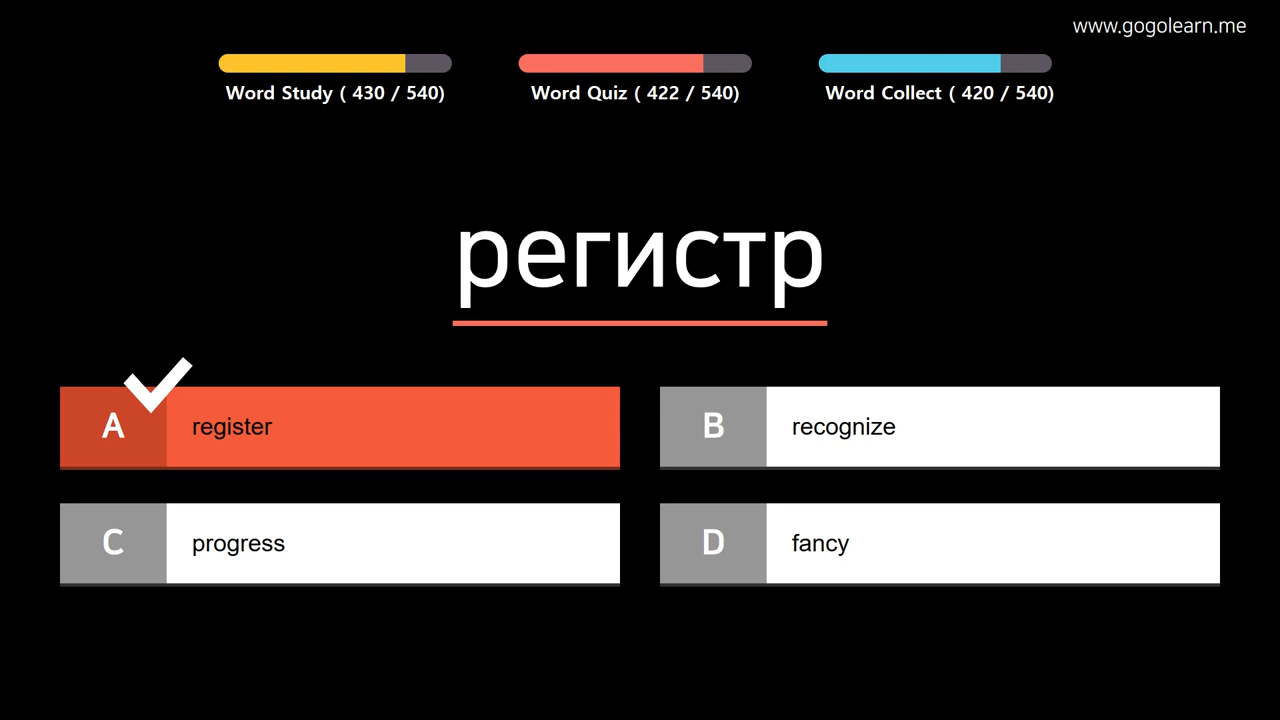 www.gogolearn.me
Word Study ( 430 / 540)
Word Quiz ( 422 / 540)
Word Collect ( 420 / 540)
регистр
A register
B recognize
C progress
D fancy